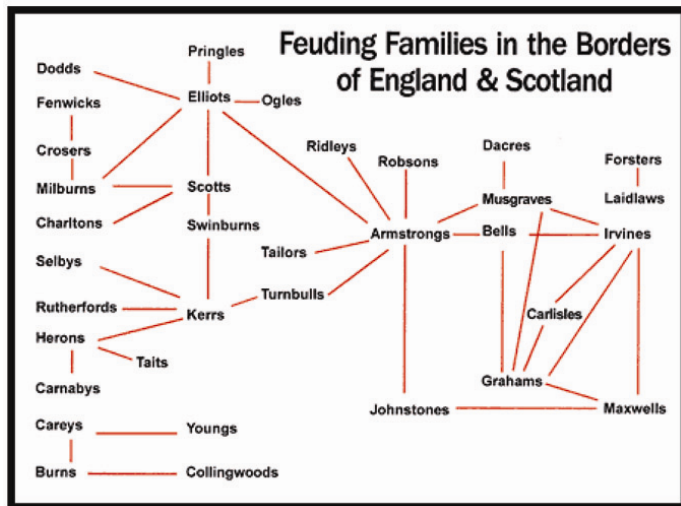 Feuding Families in the Borders
of England & Scotland
Pringles
Dodds
Elliots
Ogles
Fenwicks
Crosers
Milburns
Scotts
Charltons
Swinburns
Selbys
Rutherfords
Kerrs
Herons
Taits
Carnabys
Careys
Youngs
Burns
Collingwoods
Ridleys
Robsons
Dacres
Forsters
Musgraves
Laidlaws
Armstrongs
Bells
Irvines
Tailors
Turnbulls
Carlisles
Grahams
Johnstones
Maxwells